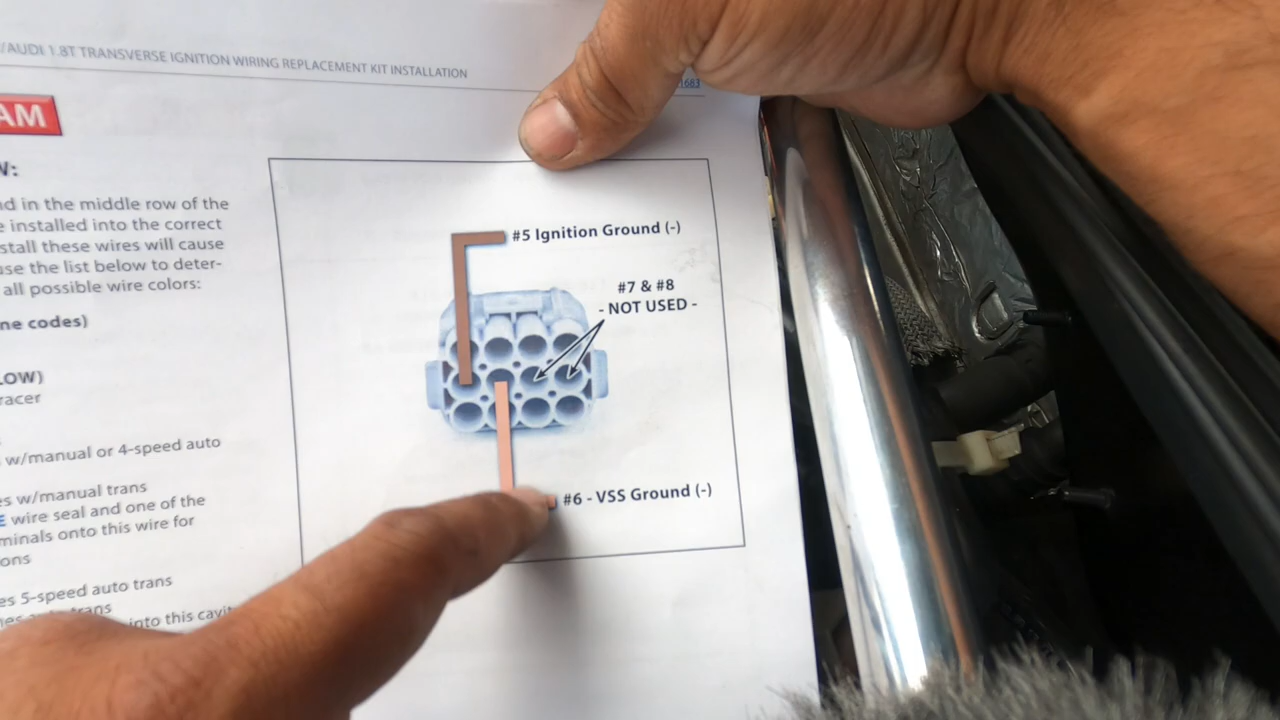 /AUDI 1.8T TRANSVERSE IGNITION WIRING REPLACEMENT KIT INSTALLATION
1683
AM
W:
nd in the middle row of the
e installed into the correct
stall these wires will cause
use the list below to deter-
all possible wire colors:
ne codes)
LOW)
racer
w/manual or 4-speed auto
es w/manual trans
E wire seal and one of the
minals onto this wire for
ons
es 5-speed auto trans
trans
into this cavit
#5 Ignition Ground (-)
#7 & #8
- NOT USED -
#6 - VSS Ground (-)